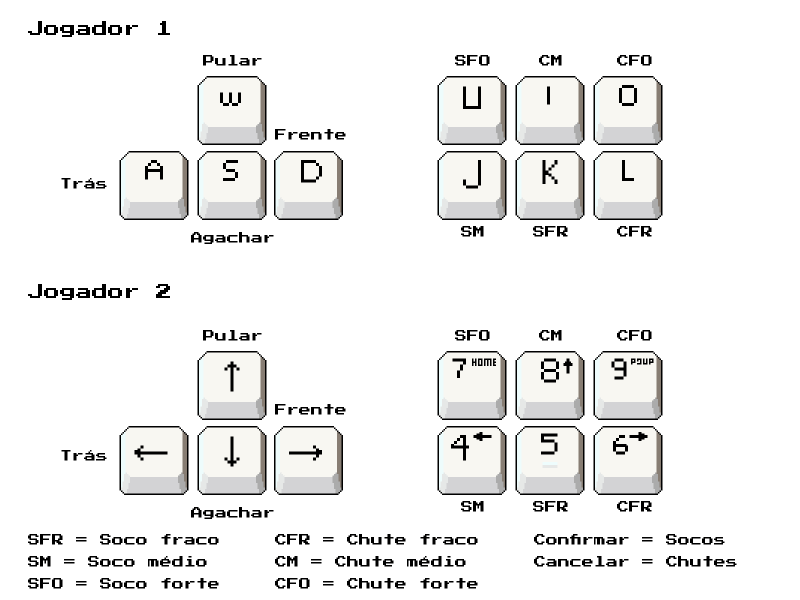 Jogador 1
Pular
SFO CM CFO
W
U I O
Frente
Trás
A S D
J K L
Agachar
SM SFR CFR
Jogador 2
Pular
SFO CM CFO
↑
7 HOME 8↑ 9 PGUP
Frente
Trás
← ↓ →
4← 5 6→
Agachar
SM SFR CFR
SFR = Soco fraco CFR = Chute fraco Confirmar = Socos
SM = Soco médio CM = Chute médio Cancelar = Chutes
SFO = Soco forte CFO = Chute forte